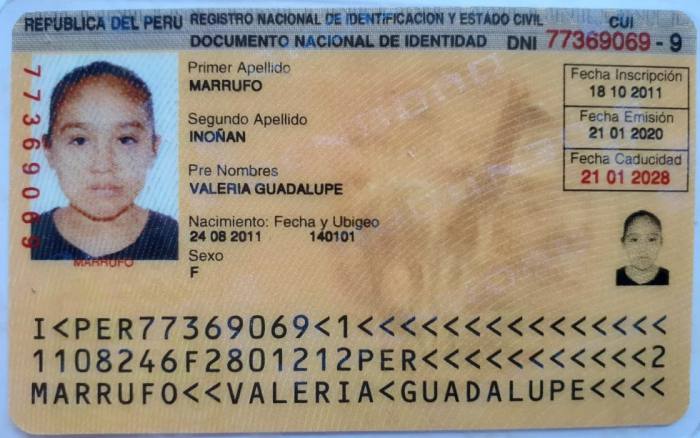 REPUBLICA DEL PERU REGISTRO NACIONAL DE IDENTIFICACION Y ESTADO CIVIL CUI
DOCUMENTO NACIONAL DE IDENTIDAD DNI 77369069 - 9
77369069
Primer Apellido
MARRUFO
Segundo Apellido
INOÑAN
Pre Nombres
VALERIA GUADALUPE
Nacimiento: Fecha y Ubigeo
24 08 2011 140101
Sexo
F
Fecha Inscripción
18 10 2011
Fecha Emisión
21 01 2020
Fecha Caducidad
21 01 2028
MARRUFO
I<PER77369069<1<<<<<<<<<<<<<<<
1108246F2801212PER<<<<<<<<<<<2
MARRUFO<<VALERIA<GUADALUPE<<<<